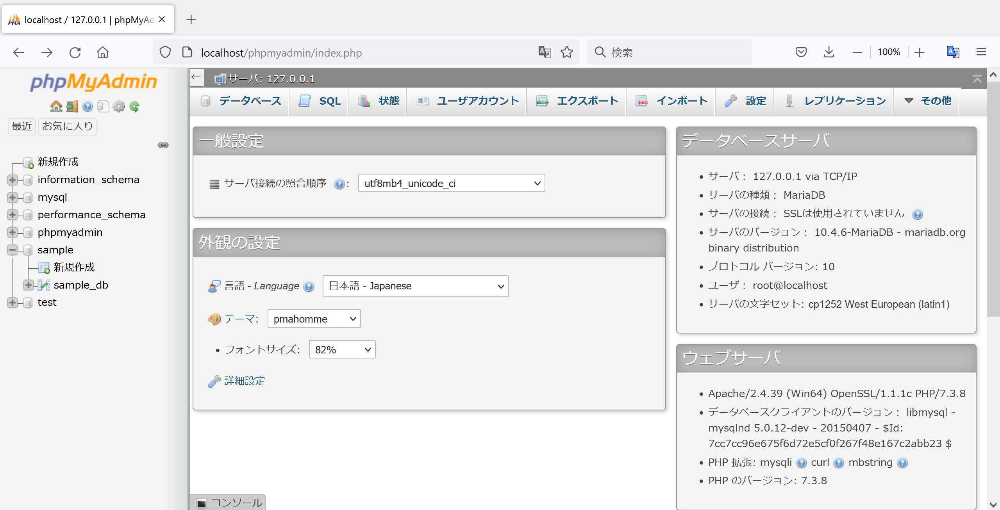 localhost / 127.0.0.1 | phpMyAd
localhost/phpmyadmin/index.php
検索
100%
phpMyAdmin
最近 お気に入り
新規作成
information_schema
mysql
performance_schema
phpmyadmin
sample
新規作成
sample_db
test
サーバ: 127.0.0.1
データベース SQL 状態 ユーザアカウント エクスポート インポート 設定 レプリケーション その他
一般設定
サーバ接続の照合順序 : utf8mb4_unicode_ci
外観の設定
言語 - Language 日本語 - Japanese
テーマ: pmahomme
フォントサイズ: 82%
詳細設定
データベースサーバ
サーバ： 127.0.0.1 via TCP/IP
サーバの種類： MariaDB
サーバの接続： SSLは使用されていません
サーバのバージョン： 10.4.6-MariaDB - mariadb.org
binary distribution
プロトコル バージョン: 10
ユーザ： root@localhost
サーバの文字セット: cp1252 West European (latin1)
ウェブサーバ
Apache/2.4.39 (Win64) OpenSSL/1.1.1c PHP/7.3.8
データベースクライアントのバージョン： libmysql -
mysqlnd 5.0.12-dev - 20150407 - $Id:
7cc7cc96e675f6d72e5cf0f267f48e167c2abb23 $
PHP 拡張: mysqli curl mbstring
PHP のバージョン: 7.3.8
コンソール